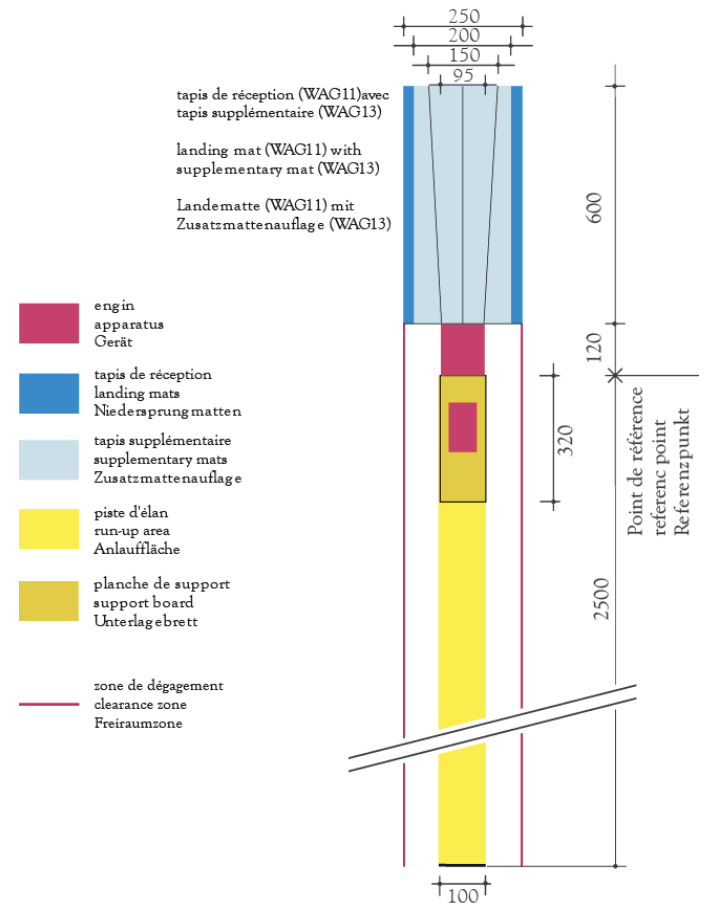 250
200
150
95
tapis de réception (WAG11)avec
tapis supplémentaire (WAG13)
landing mat (WAG11) with
supplementary mat (WAG13)
Landematte (WAG11) mit
Zusatzmattenauflage (WAG13)
600
engin
apparatus
Gerät
120
tapis de réception
landing mats
Niedersprungmatten
320
Point de référence
referenc point
Referenzpunkt
tapis supplémentaire
supplementary mats
Zusatzmattenauflage
piste d'élan
run-up area
Anlauffläche
planche de support
support board
Unterlagebrett
2500
zone de dégagement
clearance zone
Freiraumzone
100